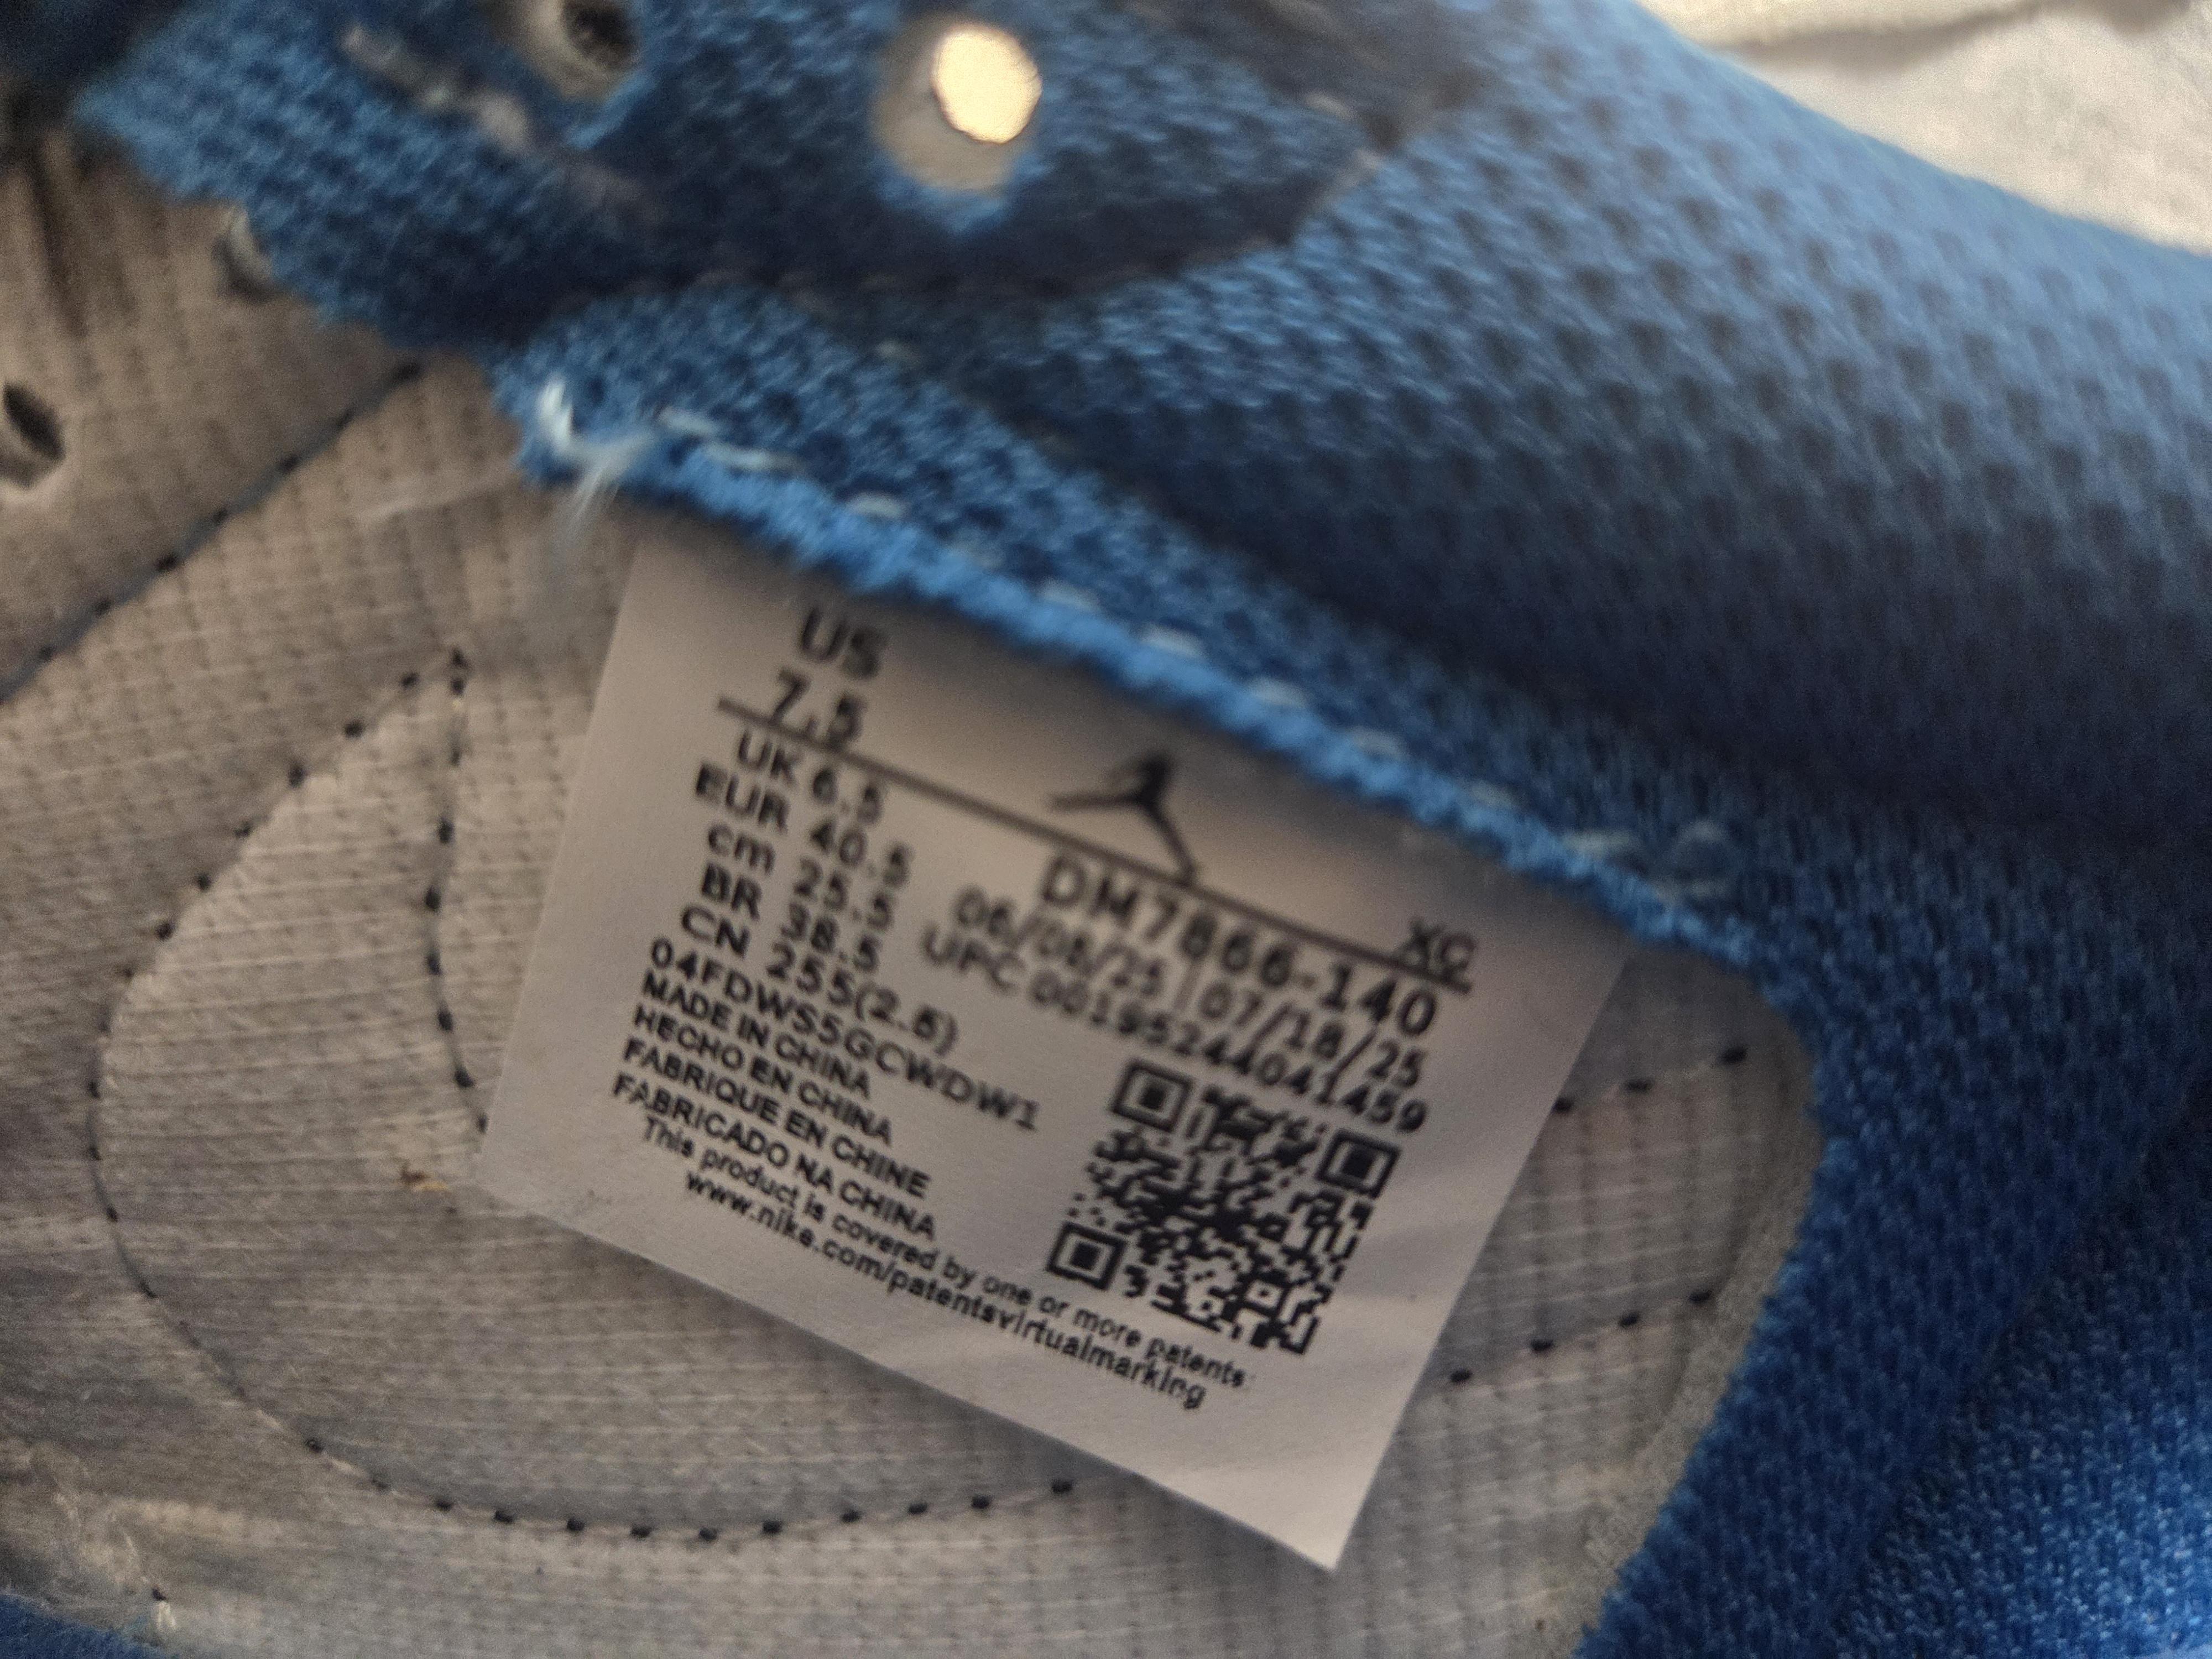 US
7.5
UK 6.5
EUR 40.5
cm 25.5
BR 38.5
CN 255(2.5)
XC
DM7866-140
06/05/25 | 07/18/25
UPC 00195244041459
04FDWS5GCWDW1
MADE IN CHINA
HECHO EN CHINA
FABRIQUE EN CHINE
FABRICADO NA CHINA
This product is covered by one or more patents:
www.nike.com/patentsvirtualmarking